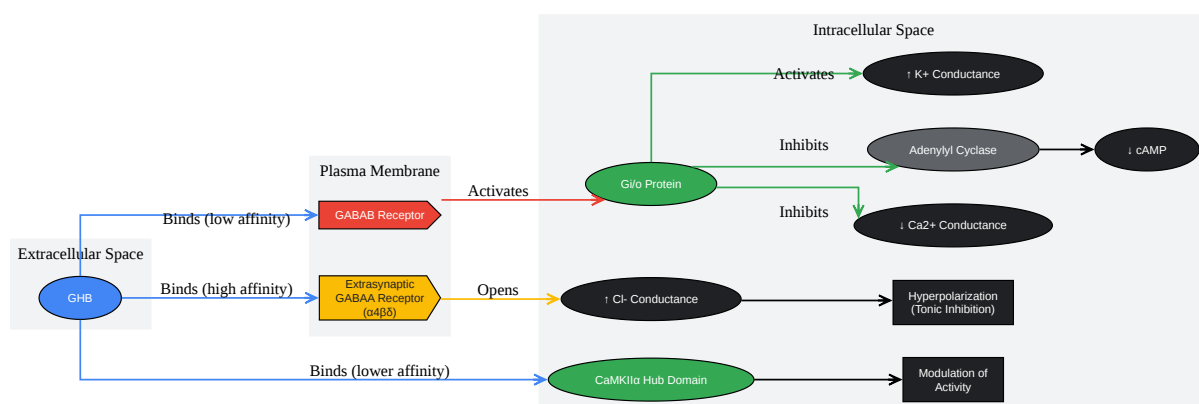 Intracellular Space
Activates
↑ K+ Conductance
Inhibits
Adenylyl Cyclase
↓ cAMP
Plasma Membrane
Gi/o Protein
Activates
Binds (low affinity)
GABAB Receptor
Inhibits
↓ Ca2+ Conductance
Extracellular Space
GHB
Binds (high affinity)
Extrasynaptic
GABAA Receptor
(α4βδ)
Opens
↑ Cl- Conductance
Hyperpolarization
(Tonic Inhibition)
Binds (lower affinity)
CaMKIIα Hub Domain
Modulation of
Activity